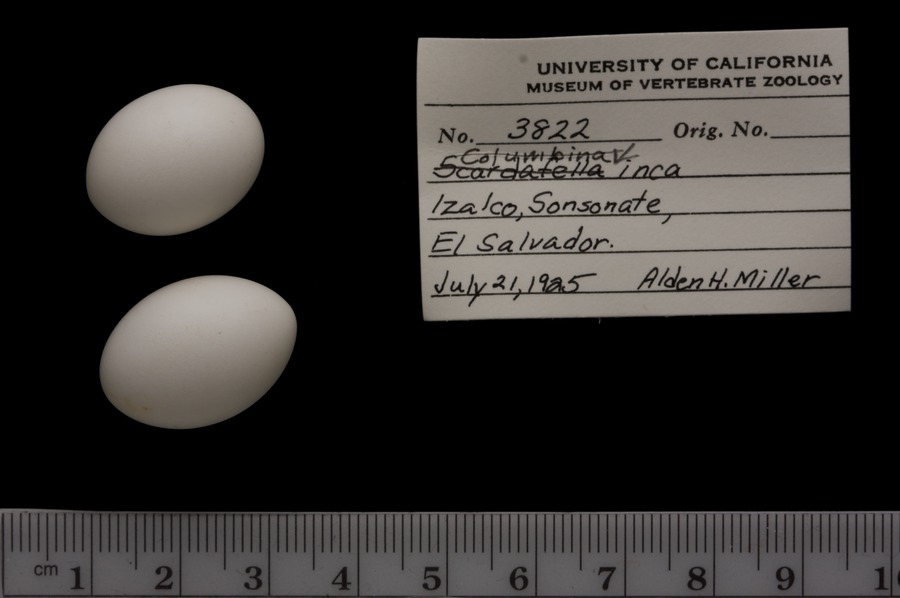 UNIVERSITY OF CALIFORNIA
MUSEUM OF VERTEBRATE ZOOLOGY
No. 3822 Orig. No.
Columbina
Scardafella inca
Izalco, Sonsonate,
El Salvador.
July 21, 1925 Alden H. Miller
cm 1 2 3 4 5 6 7 8 9 1